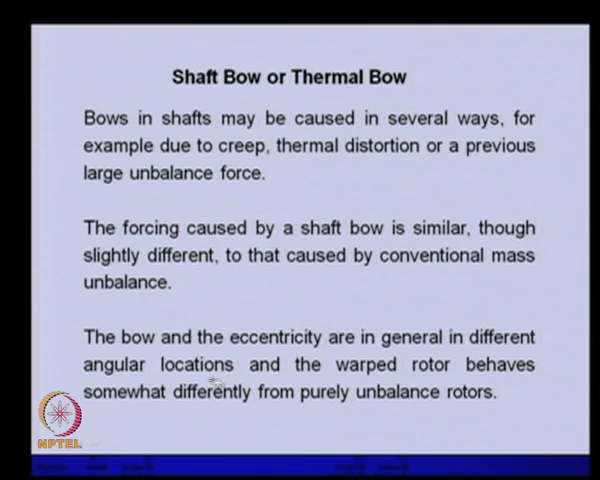 Shaft Bow or Thermal Bow
Bows in shafts may be caused in several ways, for
example due to creep, thermal distortion or a previous
large unbalance force.
The forcing caused by a shaft bow is similar, though
slightly different, to that caused by conventional mass
unbalance.
The bow and the eccentricity are in general in different
angular locations and the warped rotor behaves
somewhat differently from purely unbalance rotors.
NPTEL